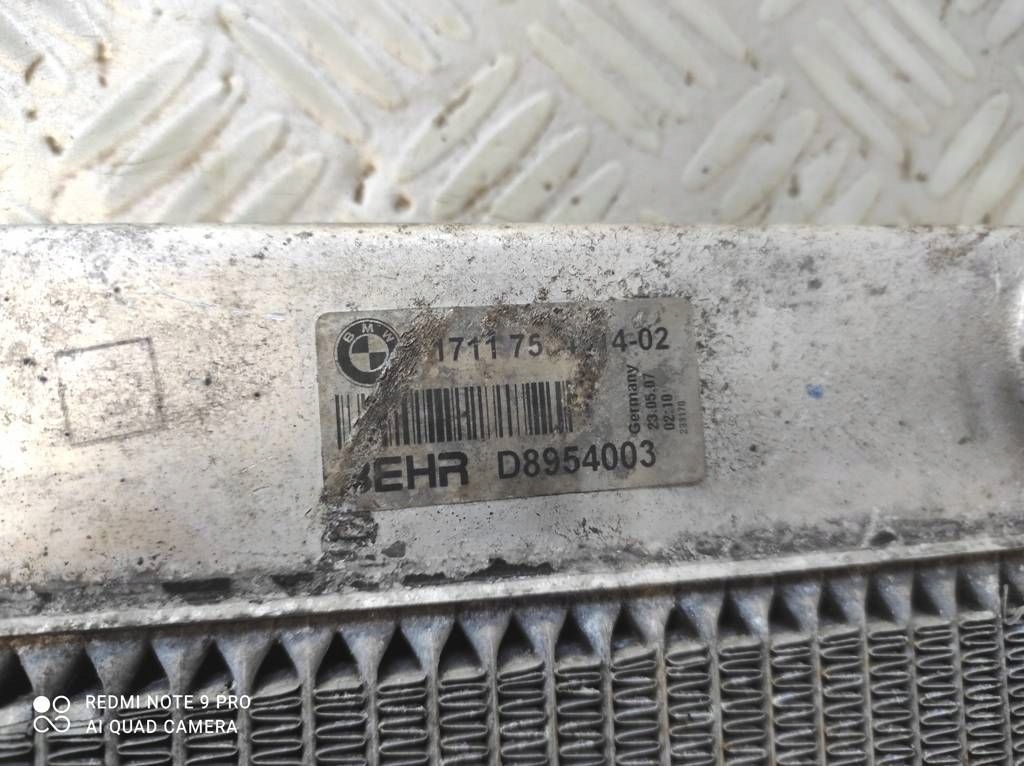 BMW
1711 75 14-02
Germany
23.05.07
02:10
BEHR D8954003
REDMI NOTE 9 PRO
AI QUAD CAMERA